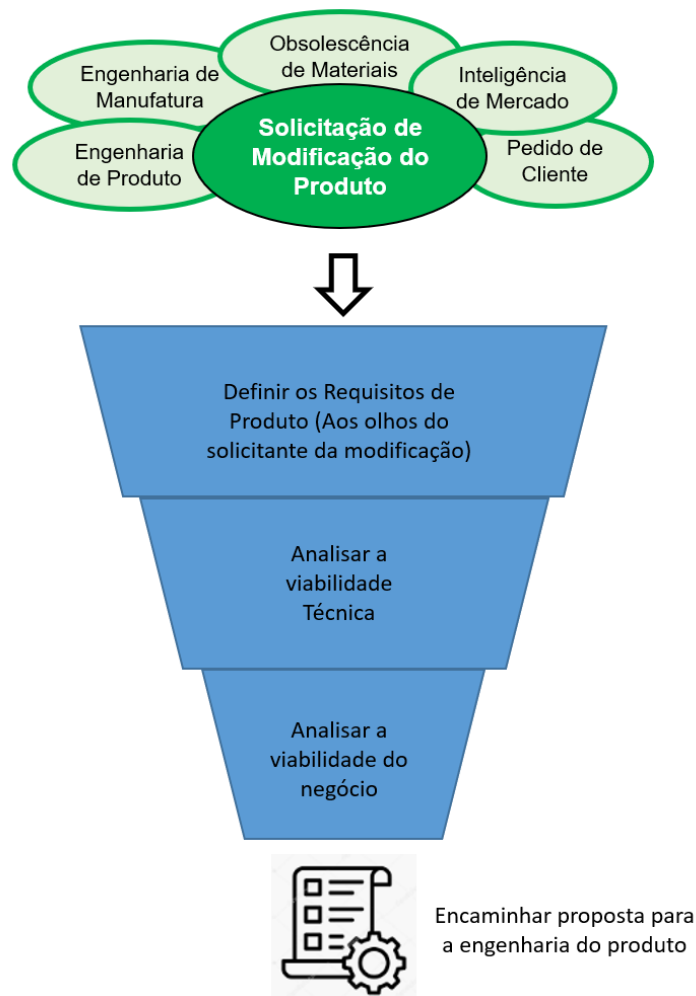 Obsolescência
de Materiais
Engenharia de
Manufatura
Inteligência
de Mercado
Engenharia
de Produto
Solicitação de
Modificação do
Produto
Pedido de
Cliente
Definir os Requisitos de
Produto (Aos olhos do
solicitante da modificação)
Analisar a
viabilidade
Técnica
Analisar a
viabilidade do
negócio
Encaminhar proposta para
a engenharia do produto